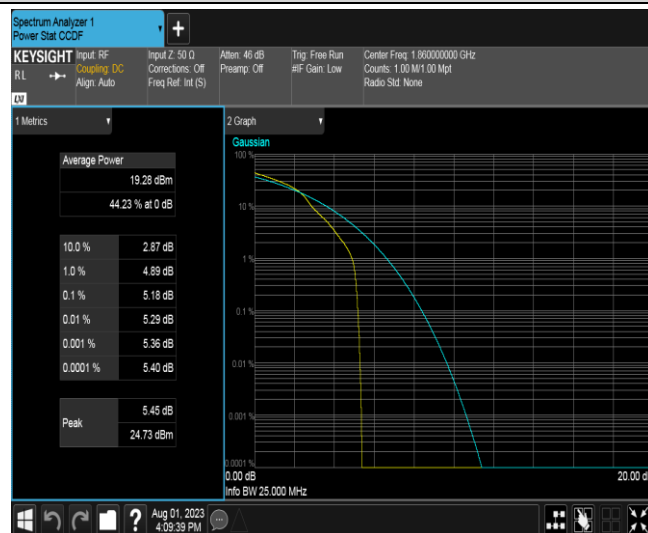 Spectrum Analyzer 1
Power Stat CCDF
+
KEYSIGHT Input: RF Input Z: 50 Ω Atten: 46 dB Trig: Free Run Center Freq: 1.860000000 GHz
RL Coupling: DC Corrections: Off Preamp: Off #IF Gain: Low Counts: 1.00 M/1.00 Mpt
Align: Auto Freq Ref: Int (S) Radio Std: None
LXI
1 Metrics 2 Graph
Gaussian
Average Power
19.28 dBm
44.23 % at 0 dB
10.0 % 2.87 dB
1.0 % 4.89 dB
0.1 % 5.18 dB
0.01 % 5.29 dB
0.001 % 5.36 dB
0.0001 % 5.40 dB
Peak 5.45 dB
24.73 dBm
100 %
10 %
1 %
0.1 %
0.01 %
0.001 %
0.0001 %
0.00 dB 20.00 d
Info BW 25.000 MHz
? Aug 01, 2023
4:09:39 PM